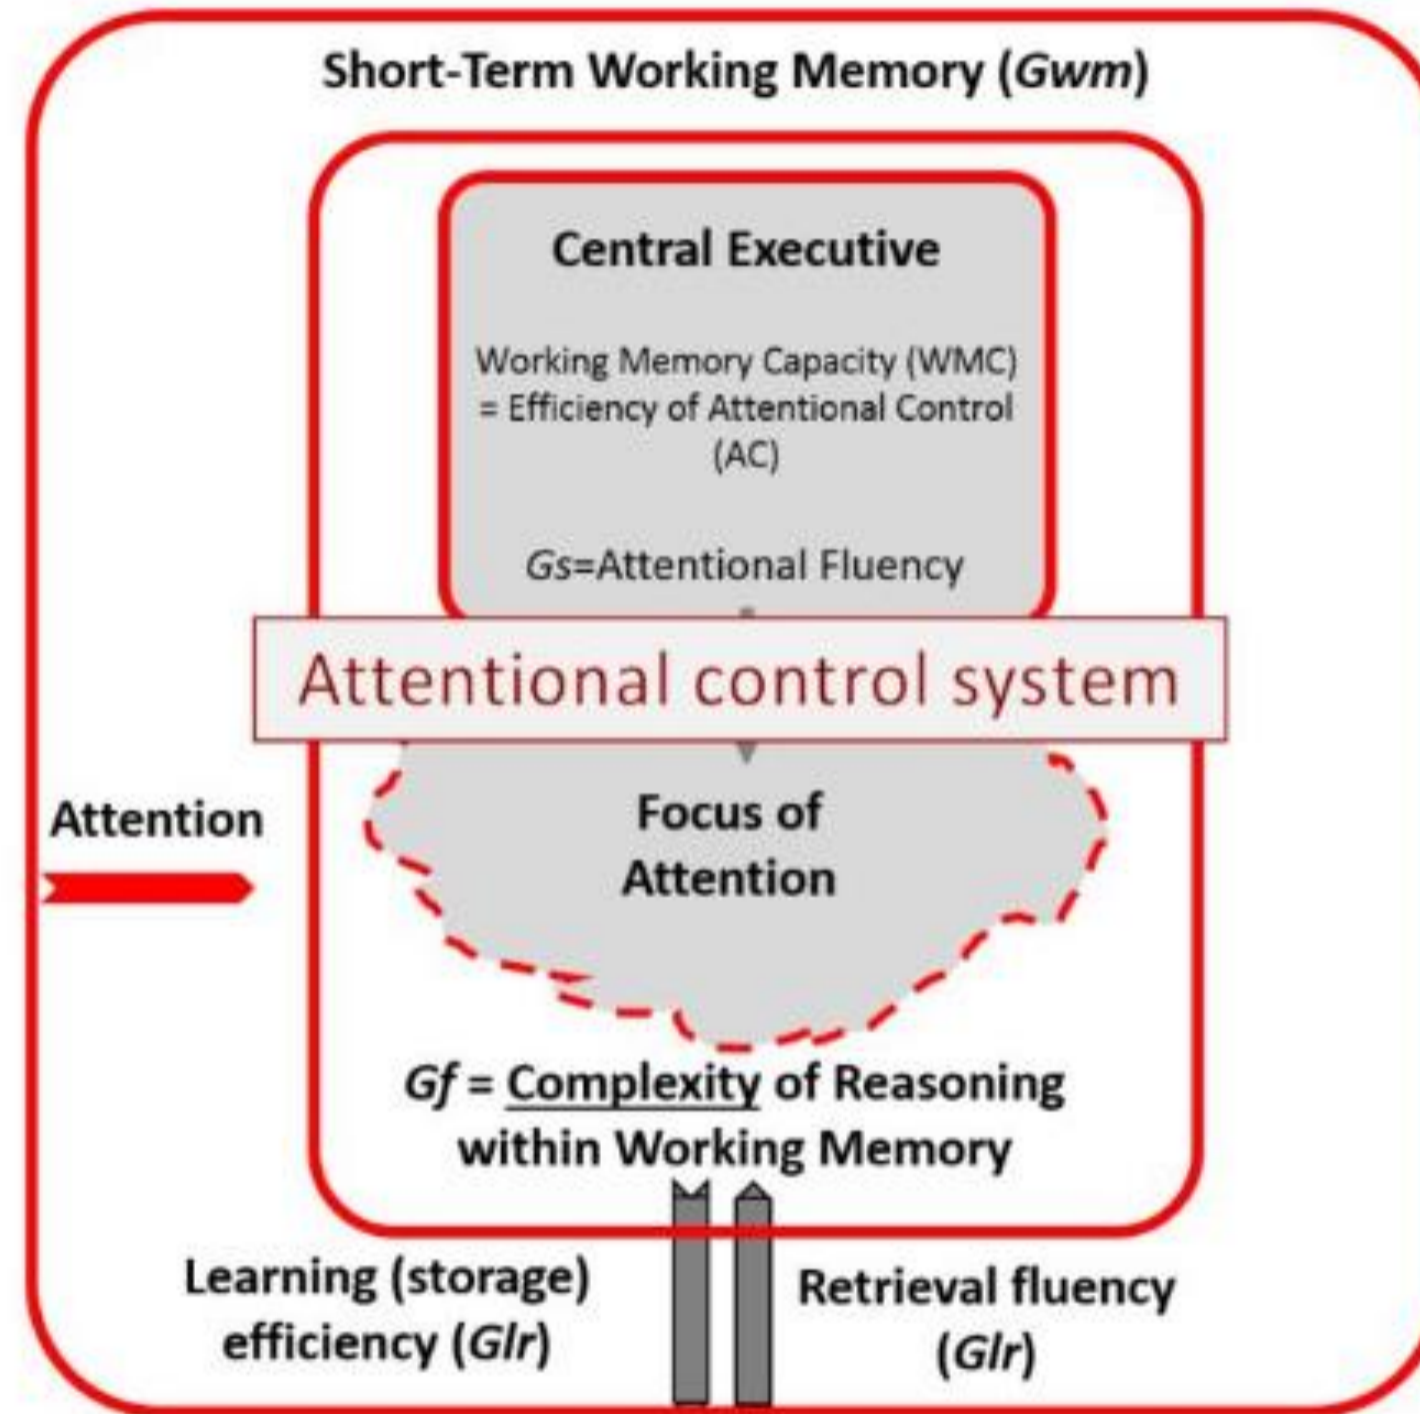 Short-Term Working Memory (Gwm)
Central Executive
Working Memory Capacity (WMC)
= Efficiency of Attentional Control
(AC)
Gs=Attentional Fluency
Attentional control system
Attention
Focus of
Attention
Gf = Complexity of Reasoning
within Working Memory
Learning (storage)
efficiency (Glr)
Retrieval fluency
(Glr)